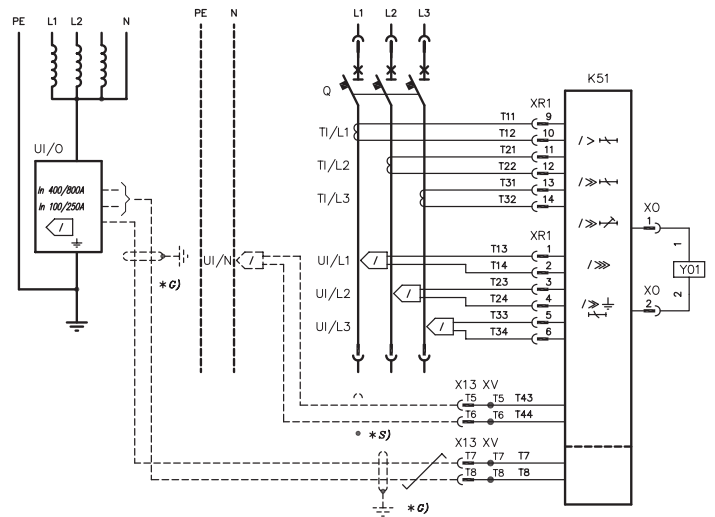 PE L1 L2 N
PE N
L1 L2 L3
Q
K51
XR1
T11 9
T12 10
T21 11
T22 12
T31 13
T32 14
TI/L1
TI/L2
TI/L3
/ >
/ >>
/ >>
/ >>>
/ >>
UI/O
In 400/800A
In 100/250A
/
*G)
UI/N
/
UI/L1
/
UI/L2
/
UI/L3
/
XR1
T13 1
T14 2
T23 3
T24 4
T33 5
T34 6
XO
1
1
Y01
2
XO
2
X13 XV
T5 T5 T43
T6 T6 T44
*S)
X13 XV
T7 T7 T7
T8 T8 T8
*G)